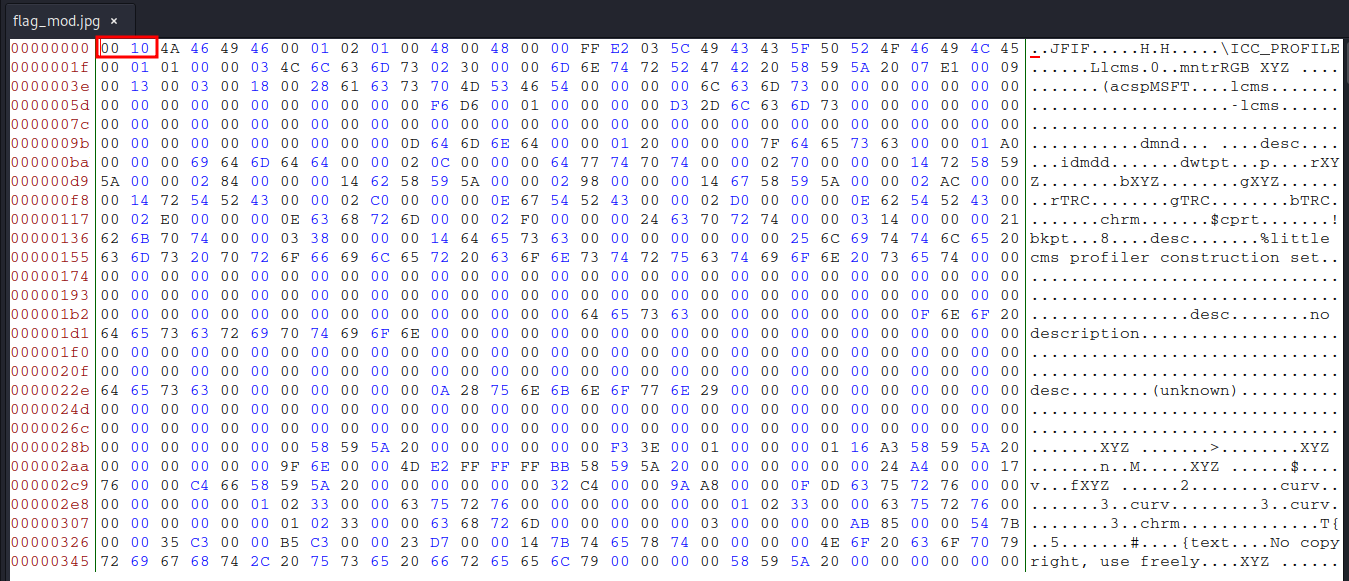 flag_mod.jpg ×
00000000 00 10 4A 46 49 46 00 01 02 01 00 48 00 48 00 00 FF E2 03 5C 49 43 43 5F 50 52 4F 46 49 4C 45 ..JFIF.....H.H.....\ICC_PROFILE
0000001f 00 01 01 00 00 03 4C 6C 63 6D 73 02 30 00 00 6D 6E 74 72 52 47 42 20 58 59 5A 20 07 E1 00 09 ......Llcms.0..mntrRGB XYZ ....
0000003e 00 13 00 03 00 18 00 28 61 63 73 70 4D 53 46 54 00 00 00 00 6C 63 6D 73 00 00 00 00 00 00 00 .......(acspMSFT....lcms.......
0000005d 00 00 00 00 00 00 00 00 00 00 00 F6 D6 00 01 00 00 00 00 D3 2D 6C 63 6D 73 00 00 00 00 00 00 ....................-lcms......
0000007c 00 00 00 00 00 00 00 00 00 00 00 00 00 00 00 00 00 00 00 00 00 00 00 00 00 00 00 00 00 00 00 ...............................
0000009b 00 00 00 00 00 00 00 00 00 00 0D 64 6D 6E 64 00 00 01 20 00 00 00 7F 64 65 73 63 00 00 01 A0 ...........dmnd... ....desc....
000000ba 00 00 00 69 64 6D 64 64 00 00 02 0C 00 00 00 64 77 74 70 74 00 00 02 70 00 00 00 14 72 58 59 ...idmdd.......dwtpt...p....rXY
000000d9 5A 00 00 02 84 00 00 00 14 62 58 59 5A 00 00 02 98 00 00 00 14 67 58 59 5A 00 00 02 AC 00 00 Z........bXYZ........gXYZ......
000000f8 00 14 72 54 52 43 00 00 02 C0 00 00 00 0E 67 54 52 43 00 00 02 D0 00 00 00 0E 62 54 52 43 00 ..rTRC........gTRC........bTRC.
00000117 00 02 E0 00 00 00 0E 63 68 72 6D 00 00 02 F0 00 00 00 24 63 70 72 74 00 00 03 14 00 00 00 21 .......chrm.......$cprt.......!
00000136 62 6B 70 74 00 00 03 38 00 00 00 14 64 65 73 63 00 00 00 00 00 00 00 25 6C 69 74 74 6C 65 20 bkpt...8....desc.......%little
00000155 63 6D 73 20 70 72 6F 66 69 6C 65 72 20 63 6F 6E 73 74 72 75 63 74 69 6F 6E 20 73 65 74 00 00 cms profiler construction set..
00000174 00 00 00 00 00 00 00 00 00 00 00 00 00 00 00 00 00 00 00 00 00 00 00 00 00 00 00 00 00 00 00 ...............................
00000193 00 00 00 00 00 00 00 00 00 00 00 00 00 00 00 00 00 00 00 00 00 00 00 00 00 00 00 00 00 00 00 ...............................
000001b2 00 00 00 00 00 00 00 00 00 00 00 00 00 00 00 00 64 65 73 63 00 00 00 00 00 00 00 0F 6E 6F 20 ................desc........no
000001d1 64 65 73 63 72 69 70 74 69 6F 6E 00 00 00 00 00 00 00 00 00 00 00 00 00 00 00 00 00 00 00 00 description....................
000001f0 00 00 00 00 00 00 00 00 00 00 00 00 00 00 00 00 00 00 00 00 00 00 00 00 00 00 00 00 00 00 00 ...............................
0000020f 00 00 00 00 00 00 00 00 00 00 00 00 00 00 00 00 00 00 00 00 00 00 00 00 00 00 00 00 00 00 00 ...............................
0000022e 64 65 73 63 00 00 00 00 00 00 00 0A 28 75 6E 6B 6E 6F 77 6E 29 00 00 00 00 00 00 00 00 00 00 desc........(unknown)..........
0000024d 00 00 00 00 00 00 00 00 00 00 00 00 00 00 00 00 00 00 00 00 00 00 00 00 00 00 00 00 00 00 00 ...............................
0000026c 00 00 00 00 00 00 00 00 00 00 00 00 00 00 00 00 00 00 00 00 00 00 00 00 00 00 00 00 00 00 00 ...............................
0000028b 00 00 00 00 00 00 00 58 59 5A 20 00 00 00 00 00 00 F3 3E 00 01 00 00 00 01 16 A3 58 59 5A 20 .......XYZ .......>........XYZ
000002aa 00 00 00 00 00 00 9F 6E 00 00 4D E2 FF FF FF BB 58 59 5A 20 00 00 00 00 00 00 24 A4 00 00 17 .......n..M.....XYZ ......$....
000002c9 76 00 00 C4 66 58 59 5A 20 00 00 00 00 00 00 32 C4 00 00 9A A8 00 00 0F 0D 63 75 72 76 00 00 v...fXYZ ......2.........curv..
000002e8 00 00 00 00 00 01 02 33 00 00 63 75 72 76 00 00 00 00 00 00 00 01 02 33 00 00 63 75 72 76 00 .......3..curv.........3..curv.
00000307 00 00 00 00 00 00 01 02 33 00 00 63 68 72 6D 00 00 00 00 00 03 00 00 00 00 AB 85 00 00 54 7B ........3..chrm..............T{
00000326 00 00 35 C3 00 00 B5 C3 00 00 23 D7 00 00 14 7B 74 65 78 74 00 00 00 00 4E 6F 20 63 6F 70 79 ..5.......#....{text....No copy
00000345 72 69 67 68 74 2C 20 75 73 65 20 66 72 65 65 6C 79 00 00 00 00 58 59 5A 20 00 00 00 00 00 00 right, use freely....XYZ ......